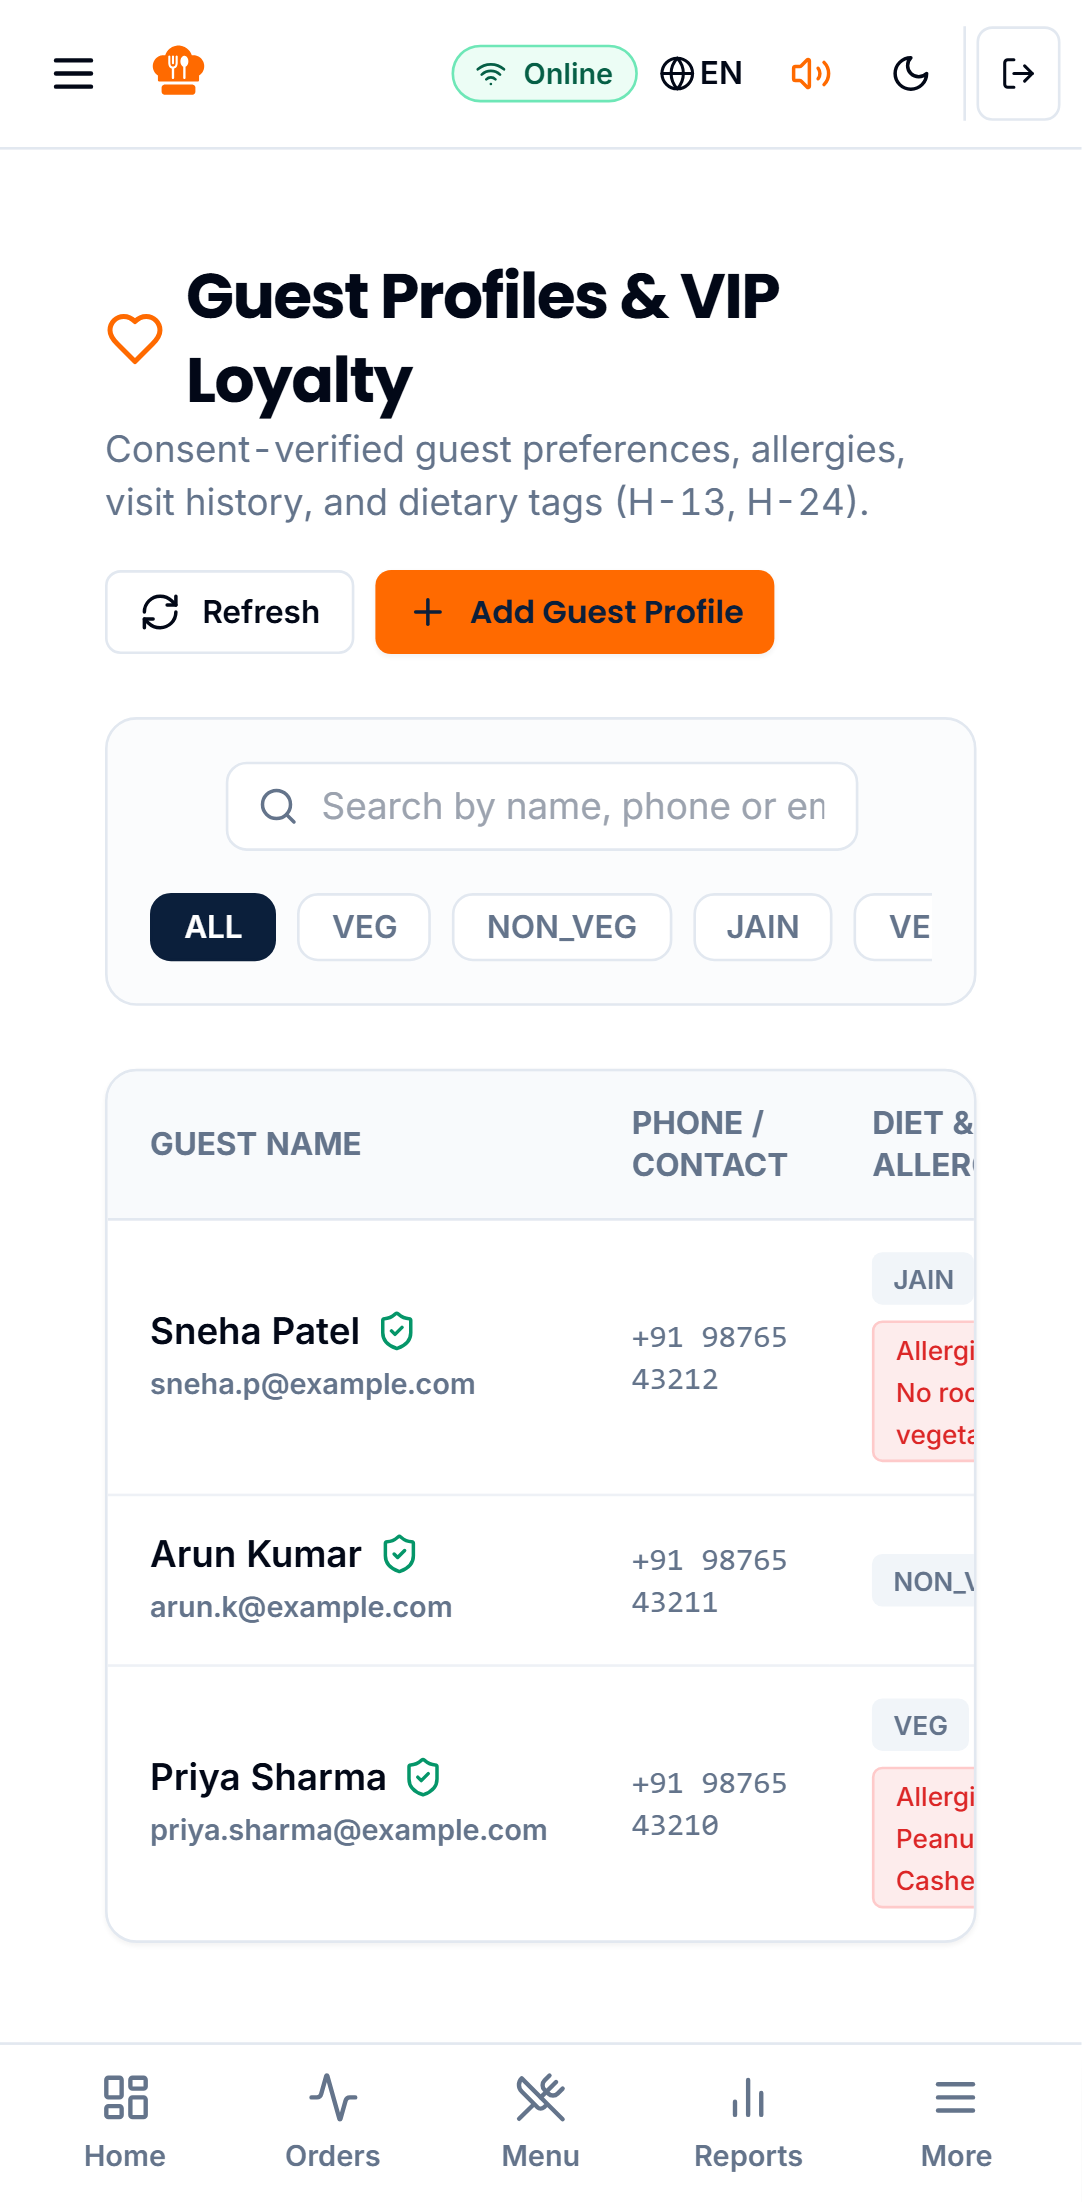 Online
EN
Guest Profiles & VIP
Loyalty
Consent-verified guest preferences, allergies,
visit history, and dietary tags (H-13, H-24).
Refresh
Add Guest Profile
Search by name, phone or em
ALL
VEG
NON_VEG
JAIN
VE
GUEST NAME
PHONE /
CONTACT
DIET &
ALLERG
Sneha Patel
sneha.p@example.com
+91 98765
43212
JAIN
Allergi
No roo
vegeta
Arun Kumar
arun.k@example.com
+91 98765
43211
NON_V
Priya Sharma
priya.sharma@example.com
+91 98765
43210
VEG
Allergi
Peanu
Cashe
Home
Orders
Menu
Reports
More